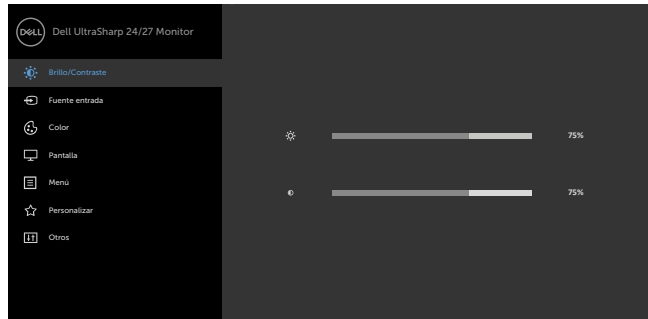 DELL Dell UltraSharp 24/27 Monitor
Brillo/Contraste
Fuente entrada
Color
Pantalla
Menú
Personalizar
Otros
75%
75%